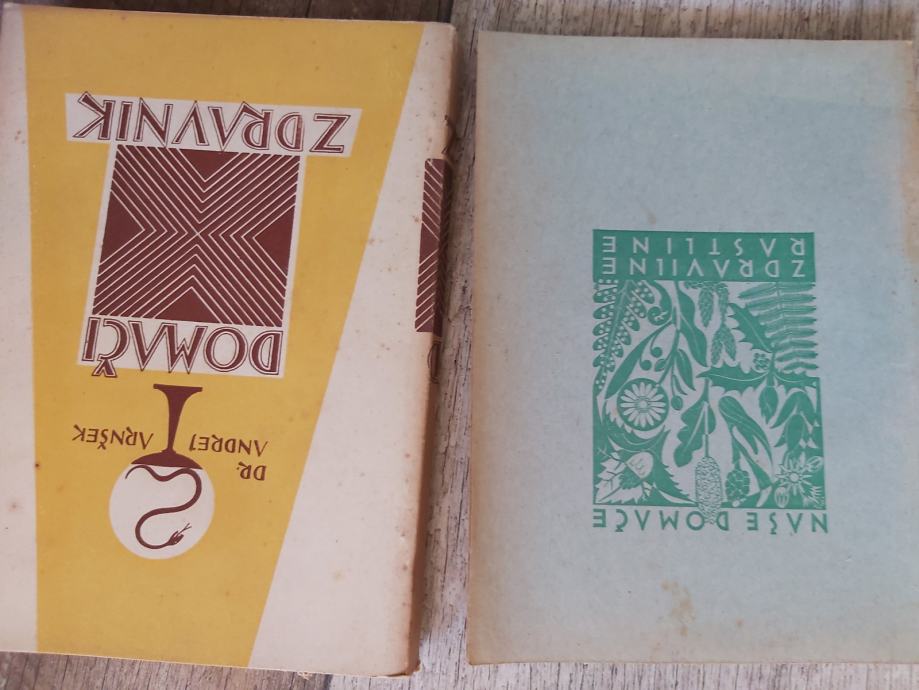 DR.
ANDREJ ARNŠEK
DOMAČI
ZDRAVNIK
NAŠE DOMAČE
ZDRAVILNE
RASTLINE